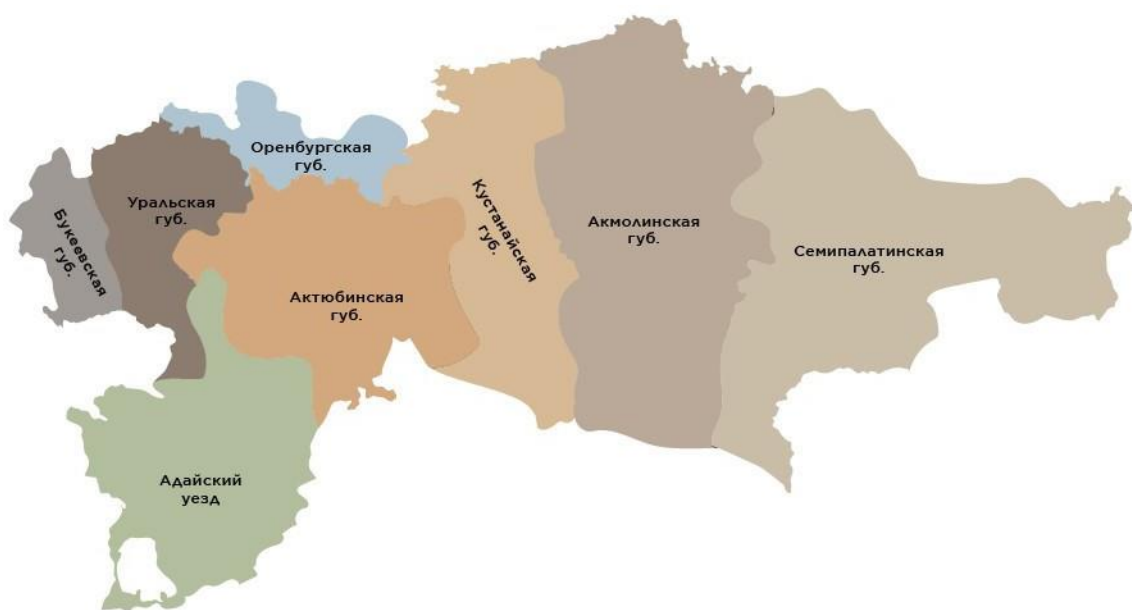 Оренбургская
губ.
Уральская
губ.
Букеевская
губ.
Кустанайская
губ.
Акмолинская
губ.
Семипалатинская
губ.
Актюбинская
губ.
Адайский
уезд